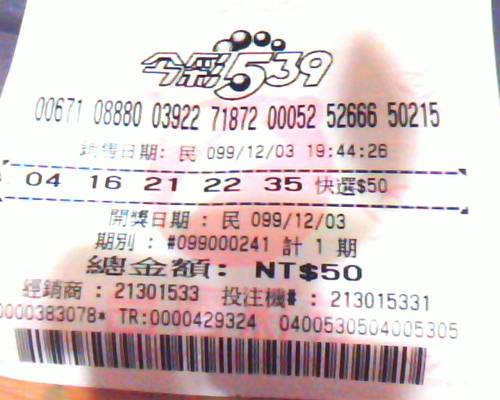 今彩539
00671 08880 03922 71872 00052 52666 50215
銷售日期: 民 099/12/03 19:44:26
04 16 21 22 35 快選$50
開獎日期 : 民 099/12/03
期別 : #099000241 計 1 期
總金額: NT$50
經銷商 : 21301533 投注機# : 213015331
0000383078* TR:0000429324 0400530504005305